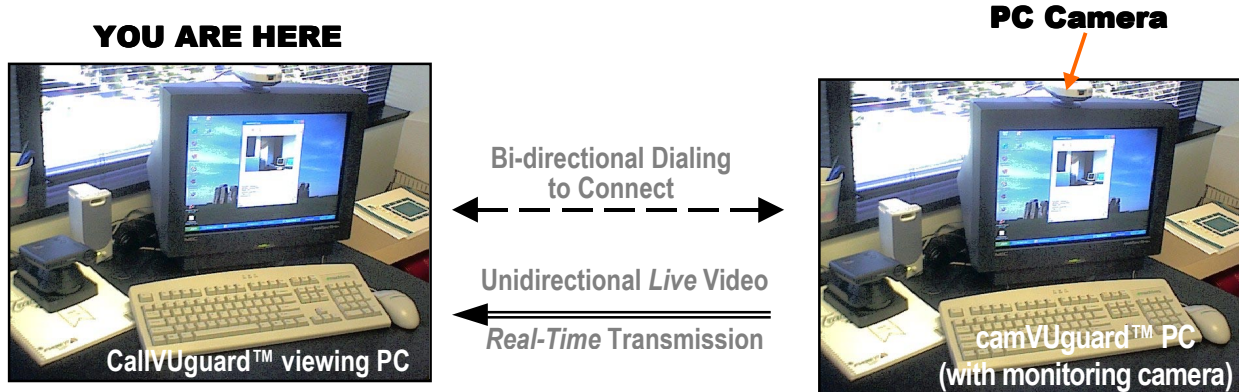 YOU ARE HERE
PC Camera
Bi-directional Dialing
to Connect
Unidirectional Live Video
Real-Time Transmission
CallVUguard™ viewing PC
camVUguard™ PC
(with monitoring camera)